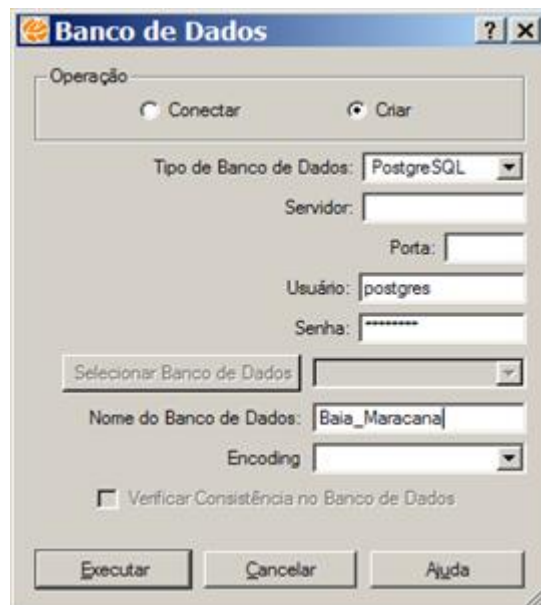 Banco de Dados
Operação
Conectar Criar
Tipo de Banco de Dados: PostgreSQL
Servidor:
Porta:
Usuário: postgres
Senha: ********
Selecionar Banco de Dados
Nome do Banco de Dados: Baia_Maracana
Encoding
Verificar Consistência no Banco de Dados
Executar Cancelar Ajuda